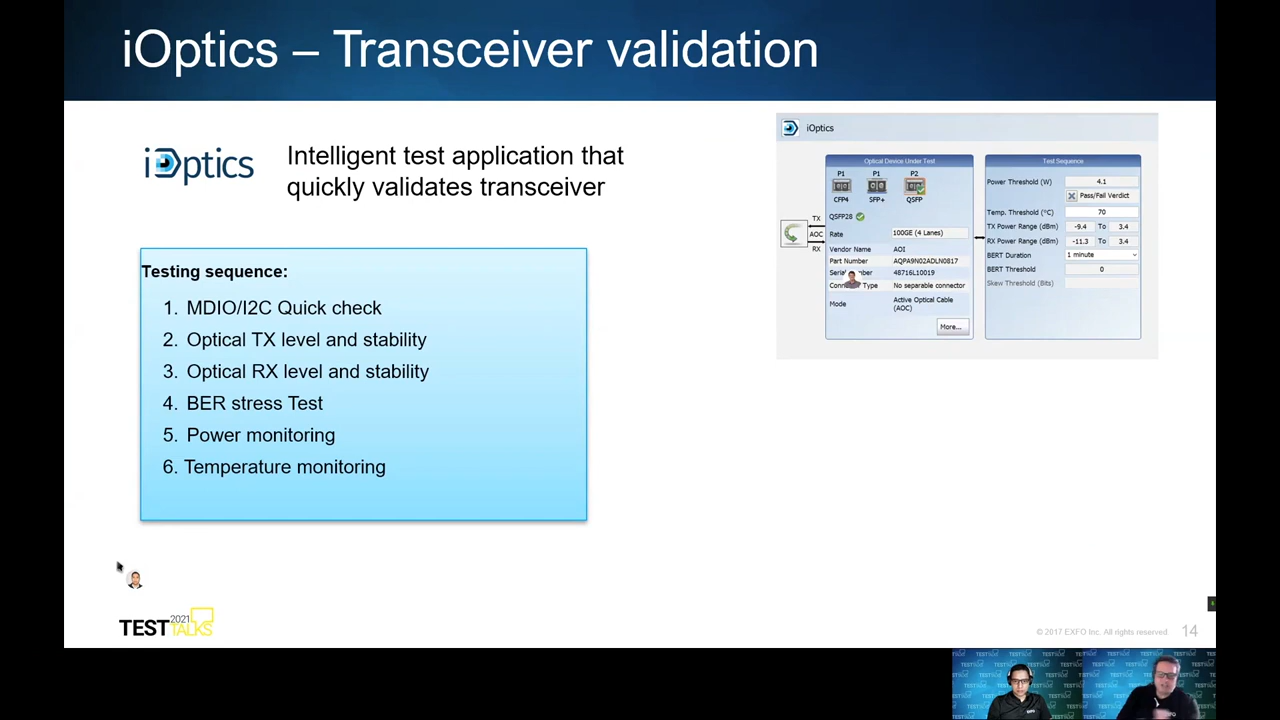 iOptics – Transceiver validation
iOptics
Intelligent test application that
quickly validates transceiver
Testing sequence:
1. MDIO/I2C Quick check
2. Optical TX level and stability
3. Optical RX level and stability
4. BER stress Test
5. Power monitoring
6. Temperature monitoring
iOptics
Optical Device Under Test
P1 P1 P2
CFP4 SFP+ QSFP
QSFP28
TX
AOC
RX
Rate 100GE (4 Lanes)
Vendor Name AOI
Part Number AQPA9N02ADLN0817
48716L10019
Type No separable connector
Mode Active Optical Cable
(AOC)
More...
Test Sequence
Power Threshold (W) 4.1
Pass/Fail Verdict
Temp. Threshold (°C) 70
TX Power Range (dBm) -9.4 To 3.4
RX Power Range (dBm) -11.3 To 3.4
BERT Duration 1 minute
BERT Threshold 0
Skew Threshold (Bits)
TEST 2021
TALKS
© 2017 EXFO Inc. All rights reserved.
14